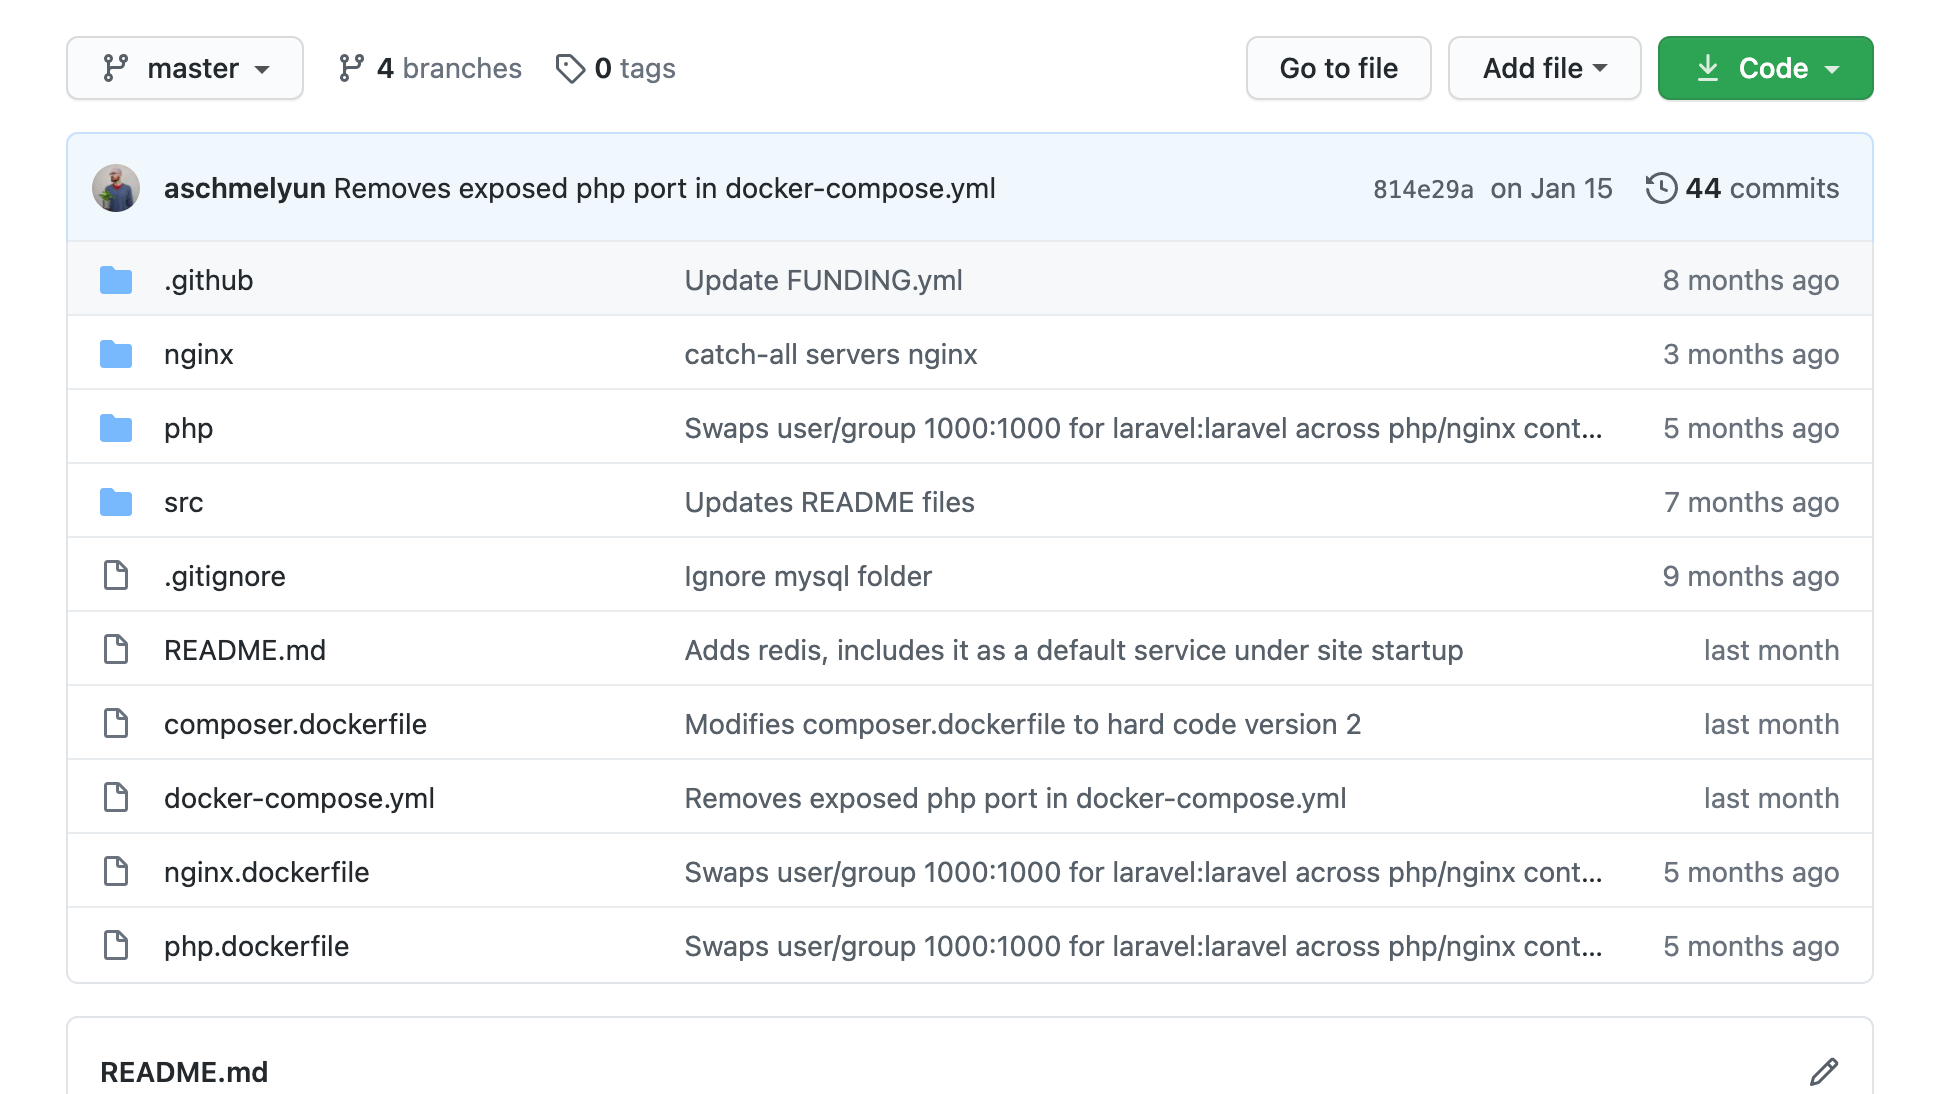 master 4 branches 0 tags Go to file Add file Code
aschmelyun Removes exposed php port in docker-compose.yml 814e29a on Jan 15 44 commits
.github Update FUNDING.yml 8 months ago
nginx catch-all servers nginx 3 months ago
php Swaps user/group 1000:1000 for laravel:laravel across php/nginx cont... 5 months ago
src Updates README files 7 months ago
.gitignore Ignore mysql folder 9 months ago
README.md Adds redis, includes it as a default service under site startup last month
composer.dockerfile Modifies composer.dockerfile to hard code version 2 last month
docker-compose.yml Removes exposed php port in docker-compose.yml last month
nginx.dockerfile Swaps user/group 1000:1000 for laravel:laravel across php/nginx cont... 5 months ago
php.dockerfile Swaps user/group 1000:1000 for laravel:laravel across php/nginx cont... 5 months ago
README.md